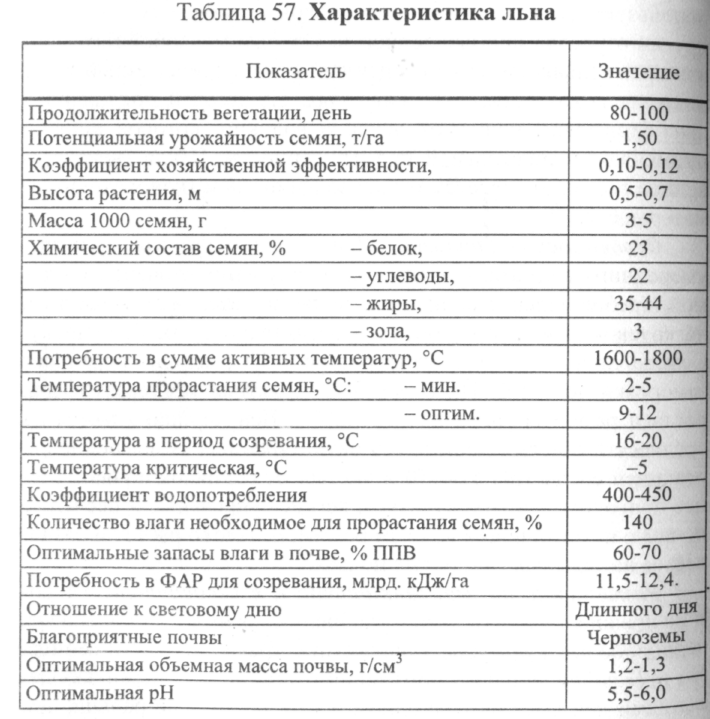 Таблица 57. Характеристика льна
Показатель Значение
Продолжительность вегетации, день 80-100
Потенциальная урожайность семян, т/га 1,50
Коэффициент хозяйственной эффективности, 0,10-0,12
Высота растения, м 0,5-0,7
Масса 1000 семян, г 3-5
Химический состав семян, % – белок, 23
– углеводы, 22
– жиры, 35-44
– зола, 3
Потребность в сумме активных температур, °С 1600-1800
Температура прорастания семян, °С: – мин. 2-5
– оптим. 9-12
Температура в период созревания, °С 16-20
Температура критическая, °С –5
Коэффициент водопотребления 400-450
Количество влаги необходимое для прорастания семян, % 140
Оптимальные запасы влаги в почве, % ППВ 60-70
Потребность в ФАР для созревания, млрд. кДж/га 11,5-12,4.
Отношение к световому дню Длинного дня
Благоприятные почвы Черноземы
Оптимальная объемная масса почвы, г/см³ 1,2-1,3
Оптимальная рН 5,5-6,0